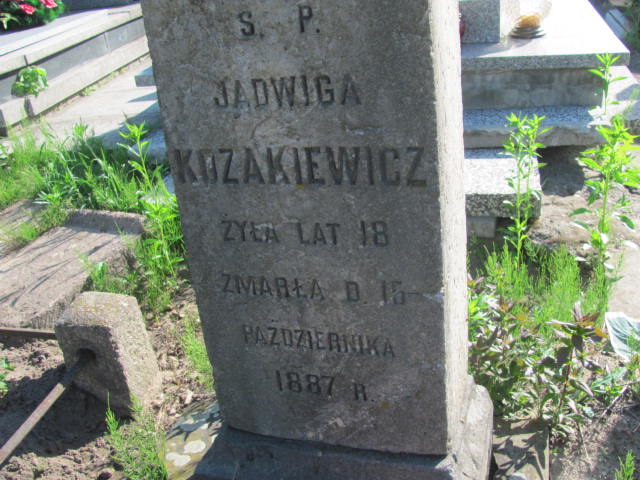 S. P.
JADWIGA
KOZAKIEWICZ
ŻYŁA LAT 18
ZMARŁA D. 15
PAŹDZIERNIKA
1887 R.